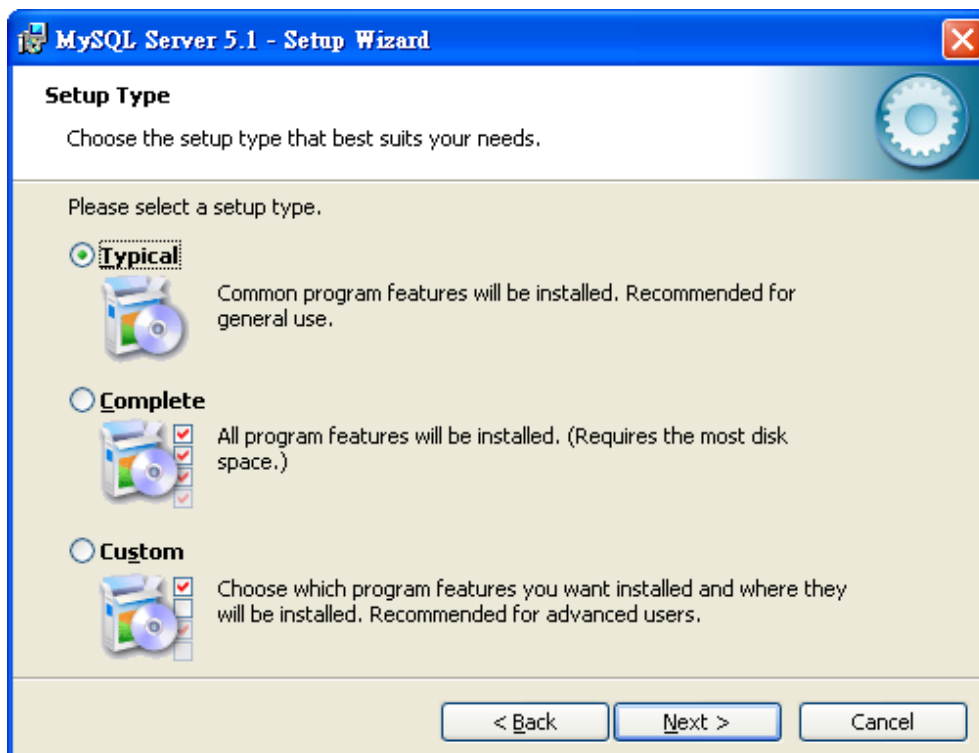 MySQL Server 5.1 - Setup Wizard
Setup Type
Choose the setup type that best suits your needs.
Please select a setup type.
Typical
Common program features will be installed. Recommended for
general use.
Complete
All program features will be installed. (Requires the most disk
space.)
Custom
Choose which program features you want installed and where they
will be installed. Recommended for advanced users.
< Back
Next >
Cancel